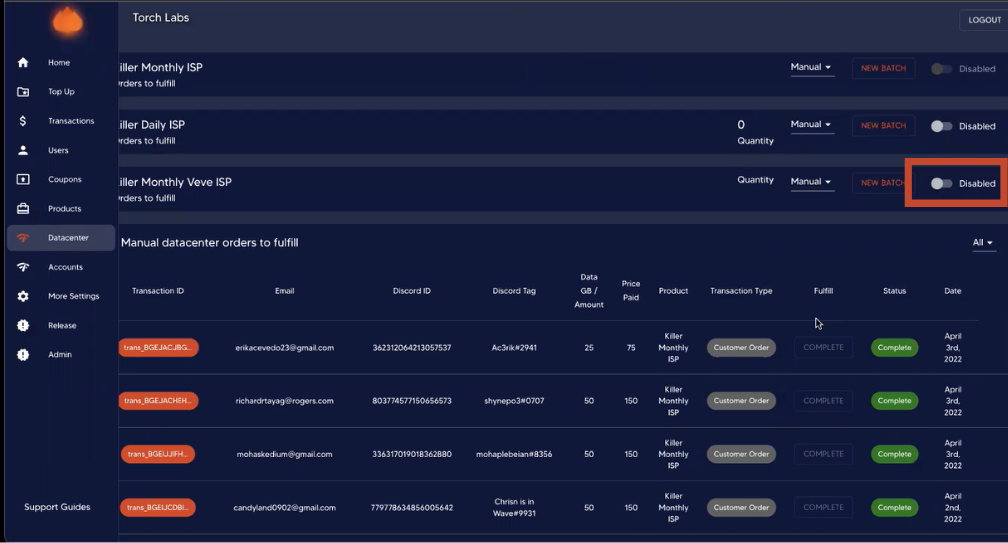 Torch Labs
LOGOUT
Home
Top Up
Transactions
Users
Coupons
Products
Datacenter
Accounts
More Settings
Release
Admin
Support Guides
iller Monthly ISP
rders to fulfill
Manual
NEW BATCH
Disabled
iller Daily ISP
rders to fulfill
0
Quantity
Manual
NEW BATCH
Disabled
iller Monthly Veve ISP
rders to fulfill
Quantity
Manual
NEW BATCH
Disabled
Manual datacenter orders to fulfill
All
Transaction ID Email Discord ID Discord Tag Data GB / Amount Price Paid Product Transaction Type Fulfill Status Date
trans_BGEJACJBG... erikacevedo23@gmail.com 362312064213057537 Ac3rik#2941 25 75 Killer Monthly ISP Customer Order COMPLETE Complete April 3rd, 2022
trans_BGEJACHEH... richardrtayag@rogers.com 803774577150656573 shynepo3#0707 50 150 Killer Monthly ISP Customer Order COMPLETE Complete April 3rd, 2022
mohaskedium@gmail.com 336317019018362880 mohaplebeian#8356 50 150 Killer Monthly ISP Customer Order COMPLETE Complete April 3rd, 2022
candyland0902@gmail.com 779778634856005642 Chrisn is in Wave#9931 50 150 Killer Monthly ISP Customer Order COMPLETE Complete April 2nd, 2022